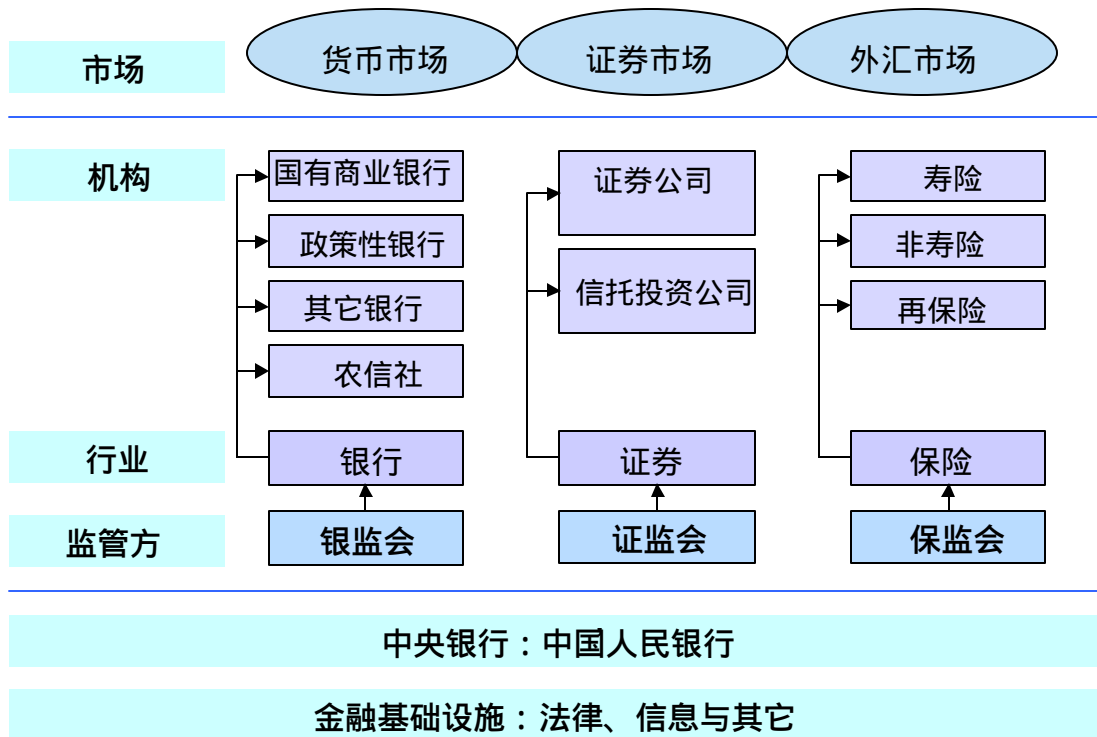 市场
货币市场
证券市场
外汇市场
机构
国有商业银行
证券公司
寿险
政策性银行
非寿险
信托投资公司
其它银行
再保险
农信社
行业
银行
证券
保险
监管方
银监会
证监会
保监会
中央银行：中国人民银行
金融基础设施：法律、信息与其它